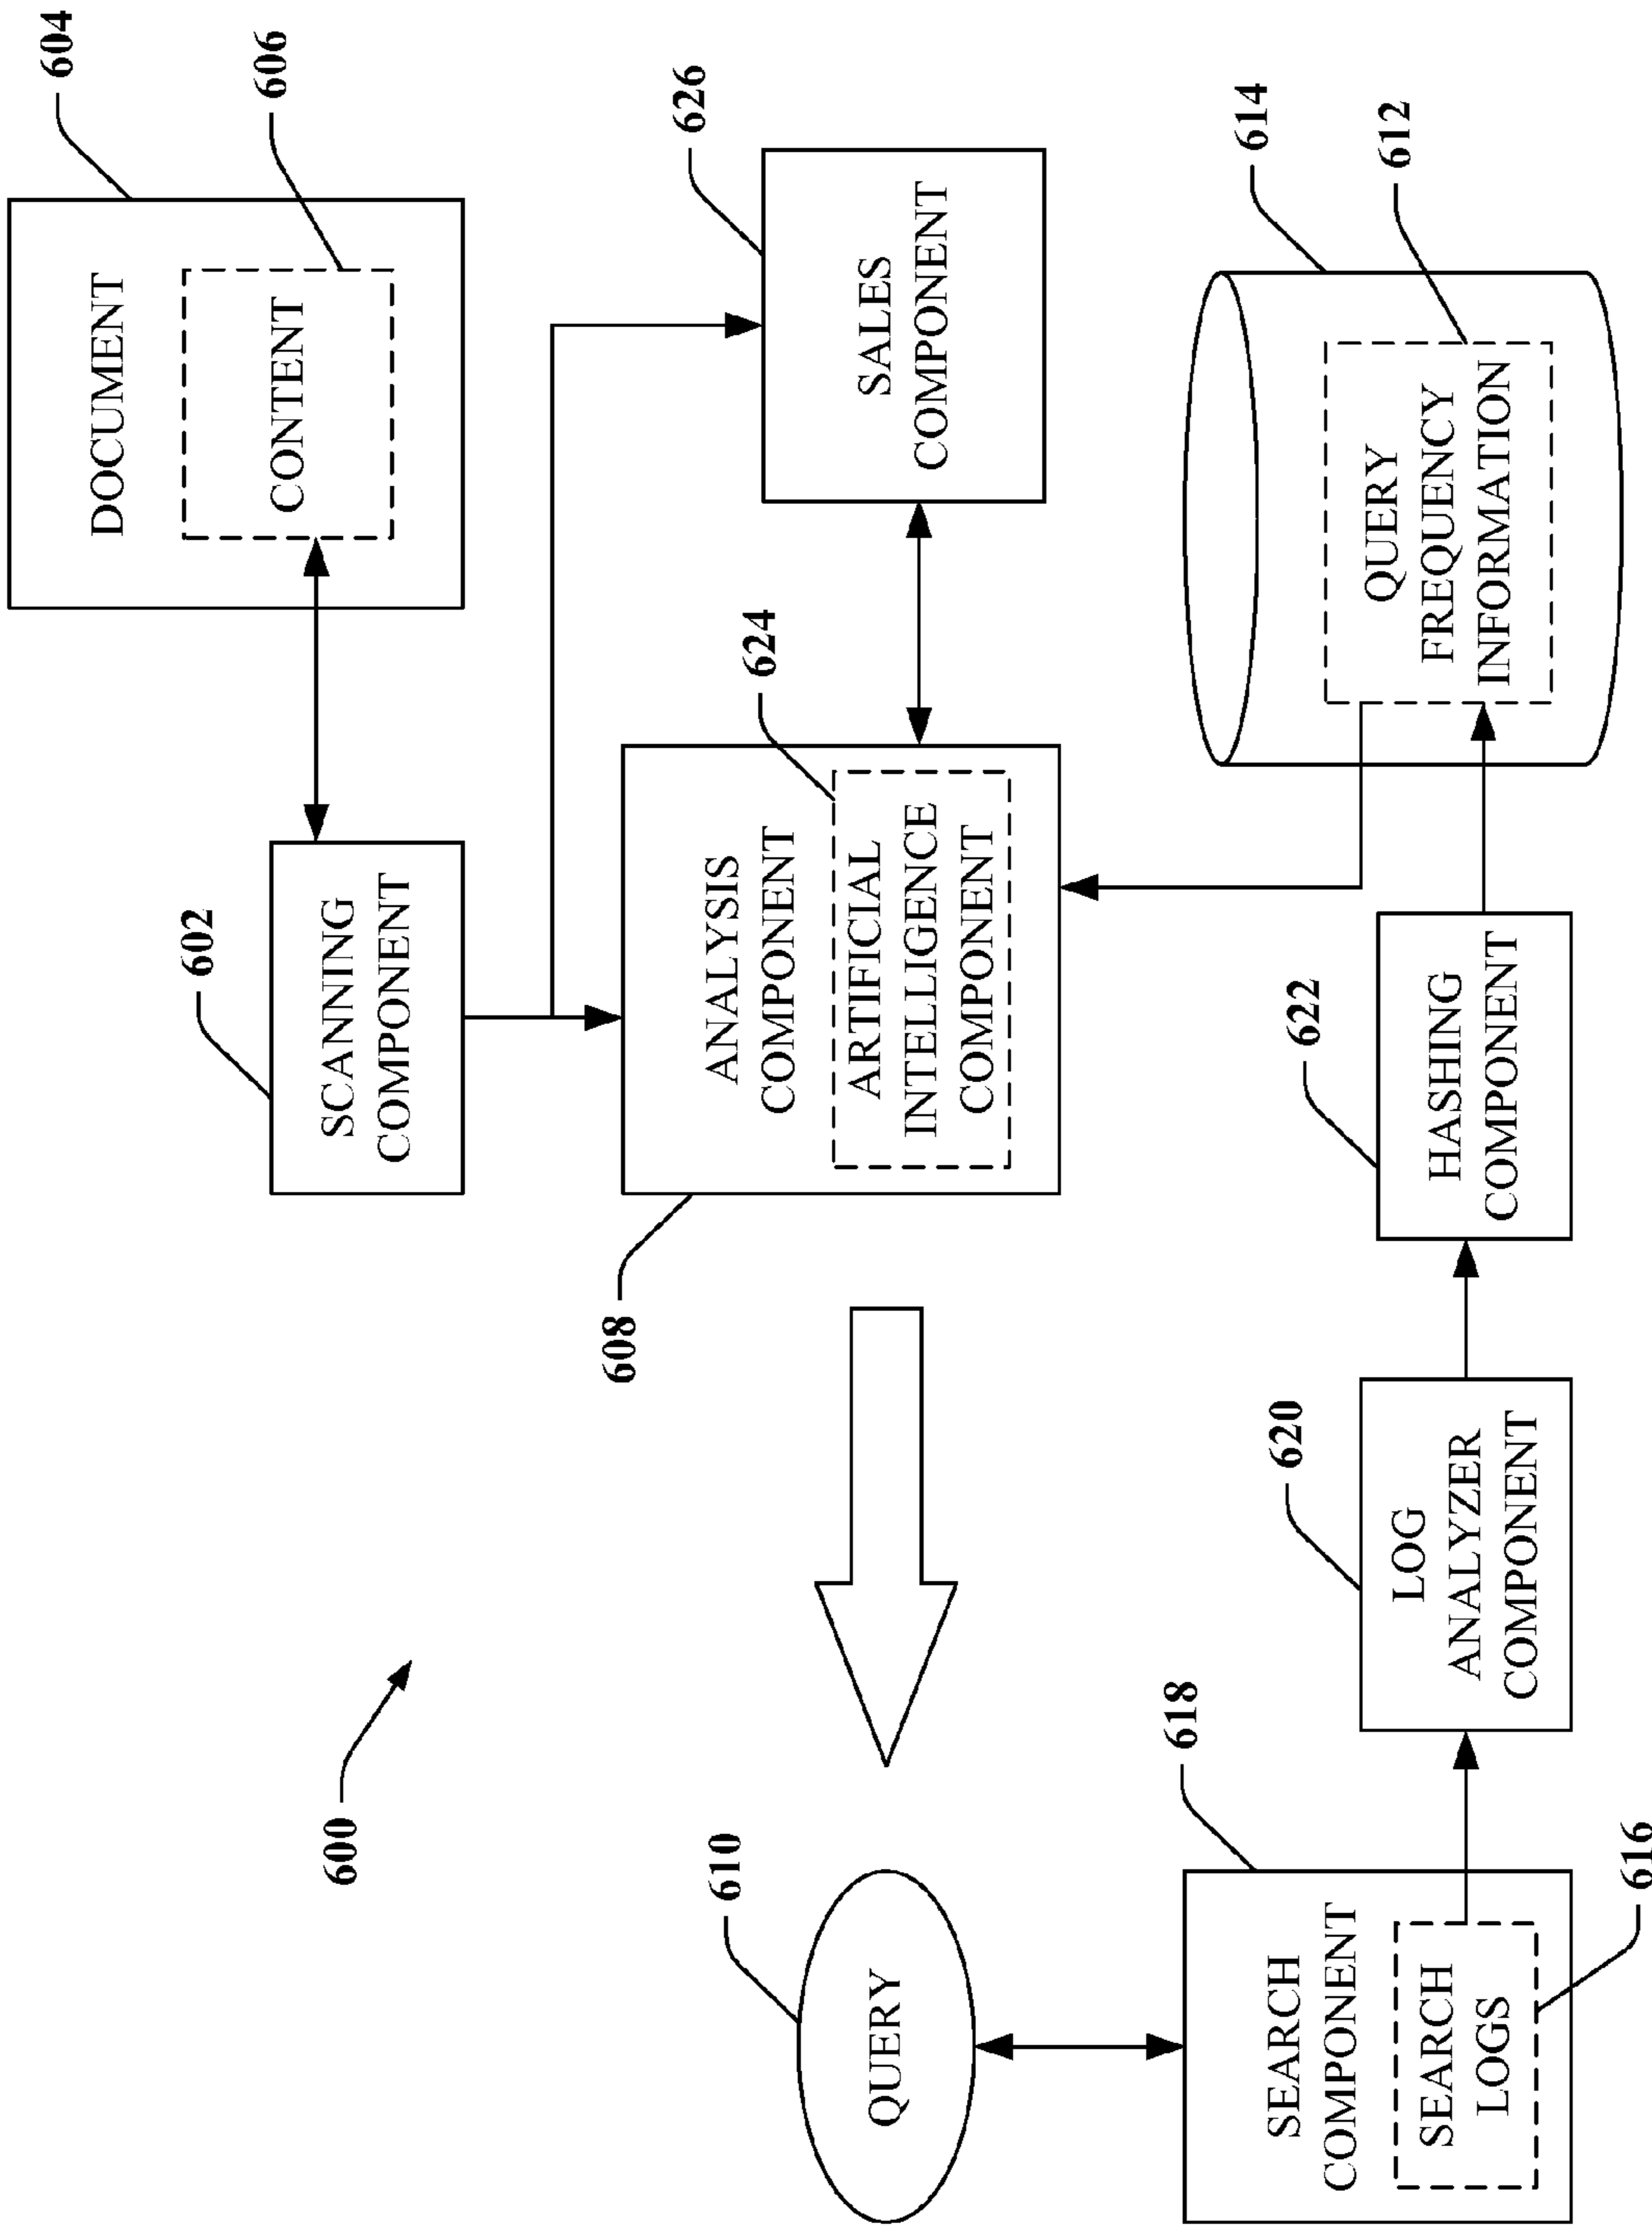 600
602
SCANNING
COMPONENT
604
DOCUMENT
606
CONTENT
608
ANALYSIS
COMPONENT
624
ARTIFICIAL
INTELLIGENCE
COMPONENT
626
SALES
COMPONENT
610
QUERY
618
SEARCH
COMPONENT
SEARCH
LOGS
616
620
LOG
ANALYZER
COMPONENT
622
HASHING
COMPONENT
614
612
QUERY
FREQUENCY
INFORMATION